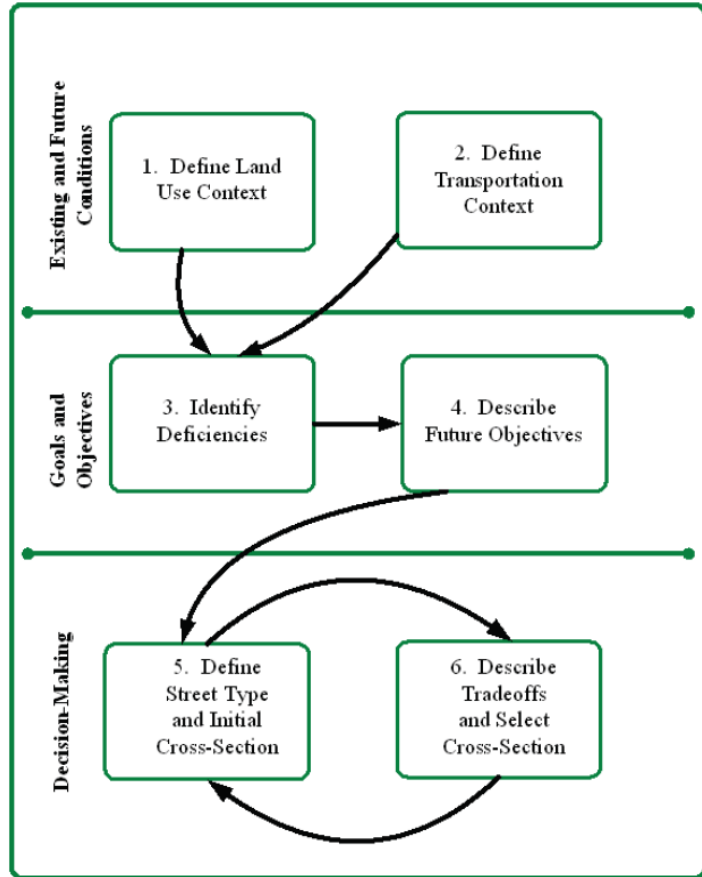 Existing and Future
Conditions
1. Define Land
Use Context
2. Define
Transportation
Context
Goals and
Objectives
3. Identify
Deficiencies
4. Describe
Future Objectives
Decision-Making
5. Define
Street Type
and Initial
Cross-Section
6. Describe
Tradeoffs
and Select
Cross-Section